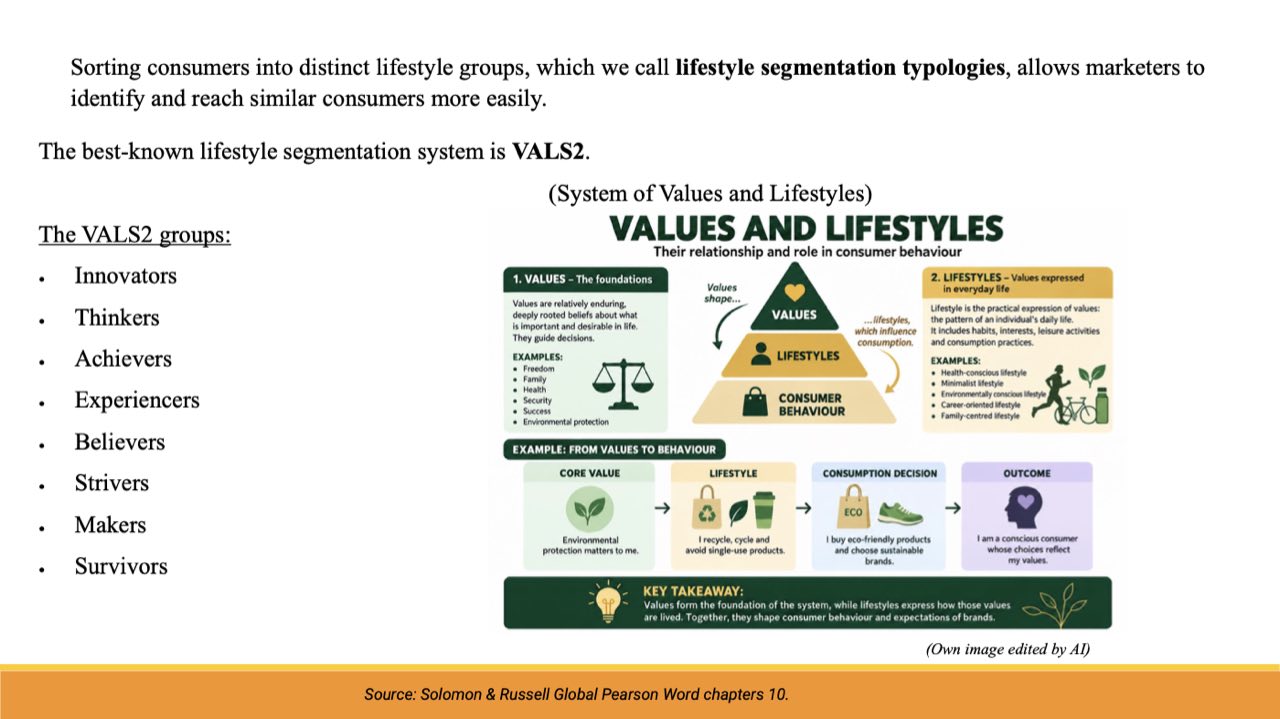 Sorting consumers into distinct lifestyle groups, which we call lifestyle segmentation typologies, allows marketers to
identify and reach similar consumers more easily.
The best-known lifestyle segmentation system is VALS2.
(System of Values and Lifestyles)
The VALS2 groups:
• Innovators
• Thinkers
• Achievers
• Experiencers
• Believers
• Strivers
• Makers
• Survivors
VALUES AND LIFESTYLES
Their relationship and role in consumer behaviour
1. VALUES – The foundations
Values are relatively enduring,
deeply rooted beliefs about what
is important and desirable in life.
They guide decisions.
EXAMPLES:
• Freedom
• Family
• Health
• Security
• Success
• Environmental protection
Values
shape...
VALUES
LIFESTYLES
CONSUMER
BEHAVIOUR
...lifestyles,
which influence
consumption.
2. LIFESTYLES – Values expressed
in everyday life
Lifestyle is the practical expression of values:
the pattern of an individual's daily life.
It includes habits, interests, leisure activities
and consumption practices.
EXAMPLES:
• Health-conscious lifestyle
• Minimalist lifestyle
• Environmentally conscious lifestyle
• Career-oriented lifestyle
• Family-centred lifestyle
EXAMPLE: FROM VALUES TO BEHAVIOUR
CORE VALUE
Environmental
protection matters to me.
LIFESTYLE
I recycle, cycle and
avoid single-use products.
CONSUMPTION DECISION
ECO
I buy eco-friendly products
and choose sustainable
brands.
OUTCOME
I am a conscious consumer
whose choices reflect
my values.
KEY TAKEAWAY:
Values form the foundation of the system, while lifestyles express how those values
are lived. Together, they shape consumer behaviour and expectations of brands.
(Own image edited by AI)
Source: Solomon & Russell Global Pearson Word chapters 10.